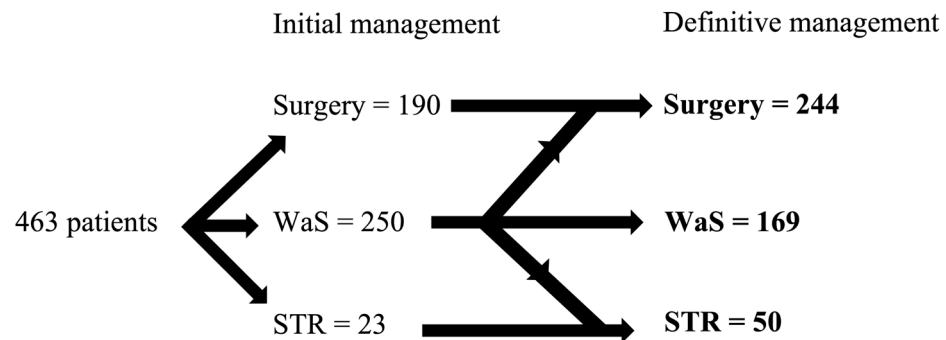 Initial management
Definitive management
Surgery = 190
Surgery = 244
463 patients
WaS = 250
WaS = 169
STR = 23
STR = 50